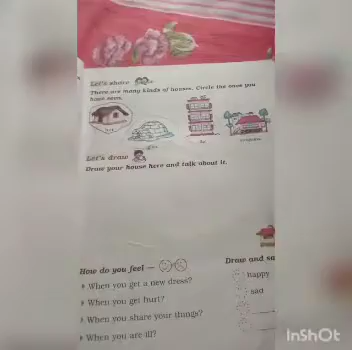 Let's share
There are many kinds of houses. Circle the ones you
have seen.
Let's draw
Draw your house here and talk about it.
How do you feel —
Draw and sa
When you get a new dress?
happy
When you get hurt?
sad
When you share your things?
When you are ill?
InShOt